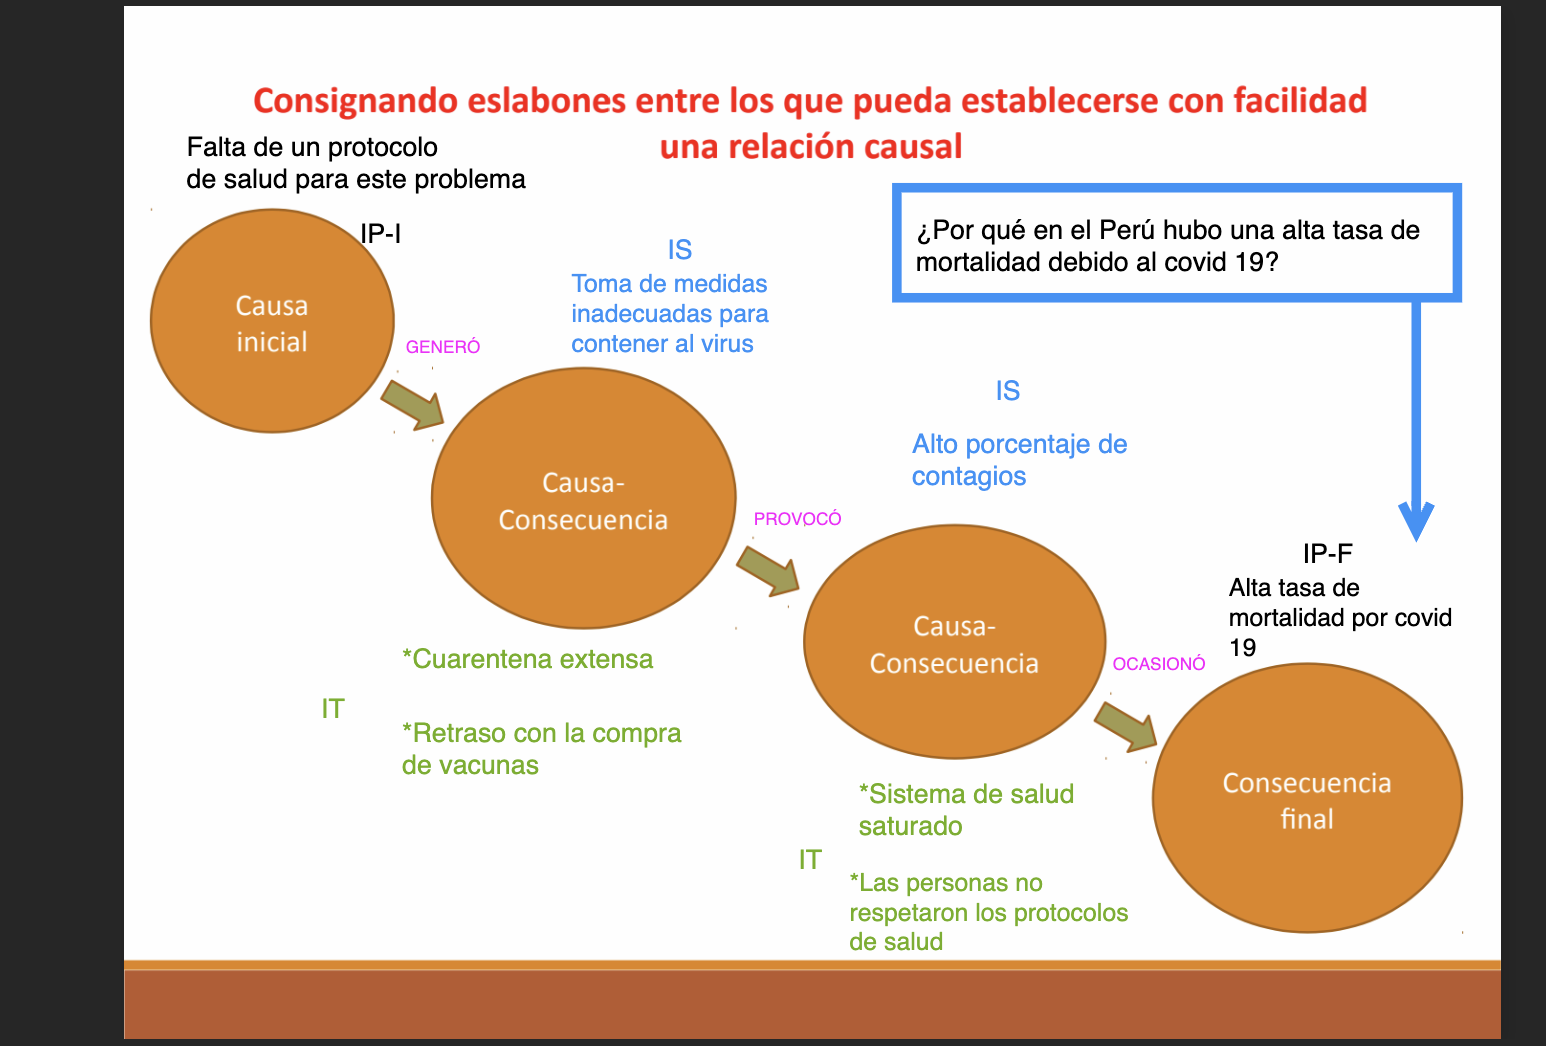 Consignando eslabones entre los que pueda establecerse con facilidad
una relación causal
Falta de un protocolo
de salud para este problema
IP-I
Causa
inicial
GENERÓ
IS
Toma de medidas
inadecuadas para
contener al virus
¿Por qué en el Perú hubo una alta tasa de
mortalidad debido al covid 19?
Causa-
Consecuencia
PROVOCÓ
IS
Alto porcentaje de
contagios
*Cuarentena extensa
IT
*Retraso con la compra
de vacunas
Causa-
Consecuencia
OCASIONÓ
IP-F
Alta tasa de
mortalidad por covid
19
*Sistema de salud
saturado
IT
*Las personas no
respetaron los protocolos
de salud
Consecuencia
final